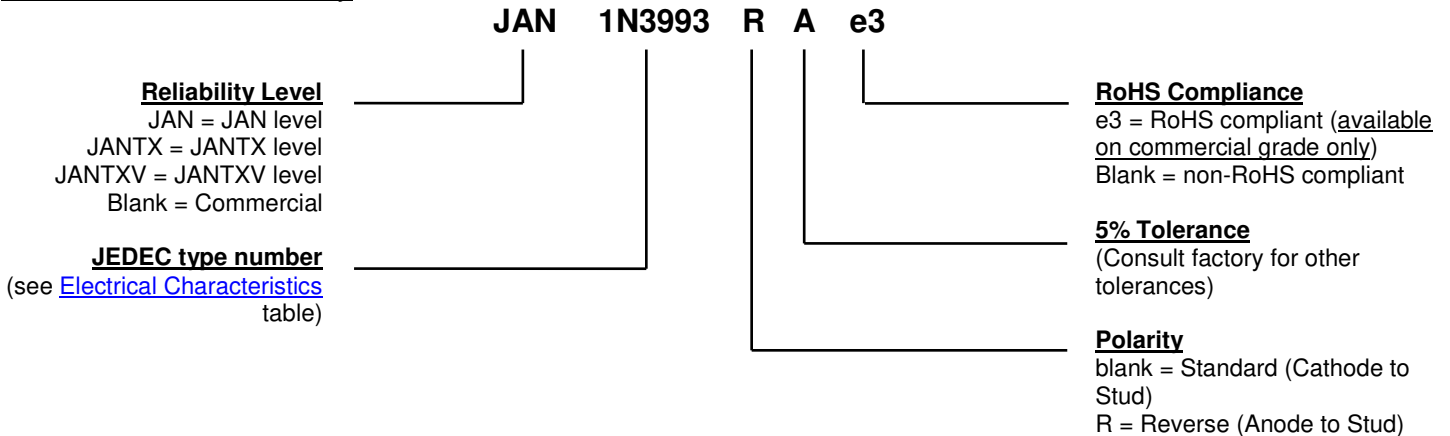 JAN 1N3993 R A e3
Reliability Level
JAN = JAN level
JANTX = JANTX level
JANTXV = JANTXV level
Blank = Commercial
JEDEC type number
(see Electrical Characteristics
table)
RoHS Compliance
e3 = RoHS compliant (available
on commercial grade only)
Blank = non-RoHS compliant
5% Tolerance
(Consult factory for other
tolerances)
Polarity
blank = Standard (Cathode to
Stud)
R = Reverse (Anode to Stud)